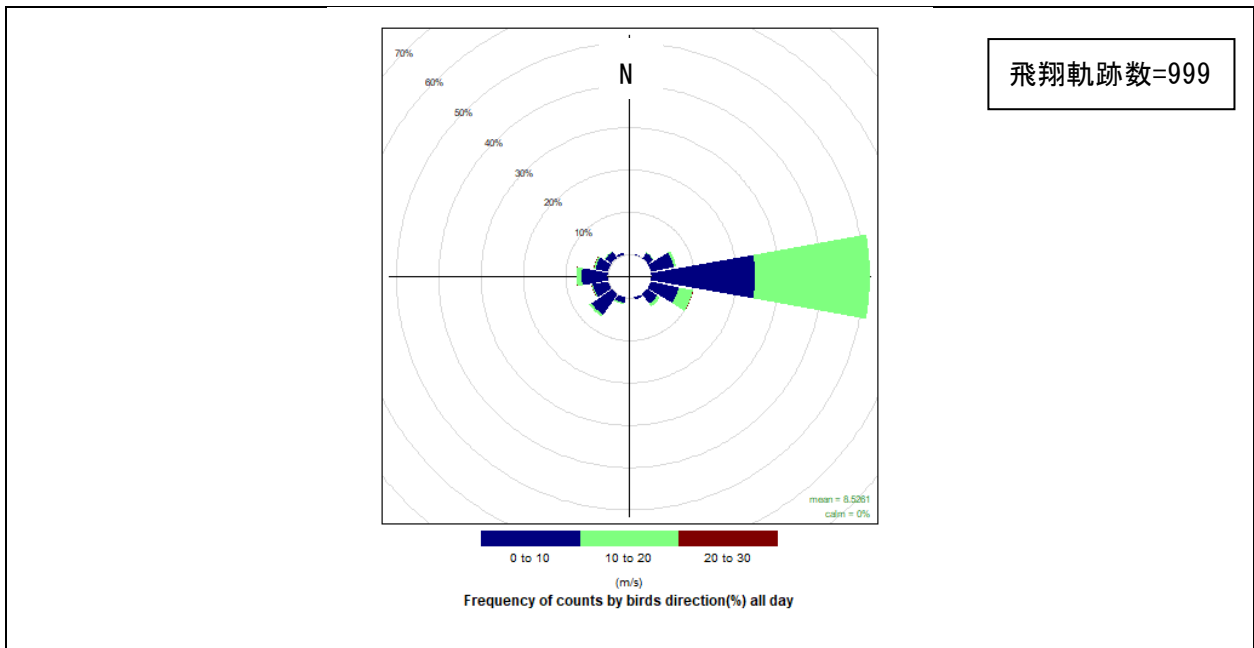 N
飛翔軌跡数=999
70%
60%
50%
40%
30%
20%
10%
mean = 8.5261
calm = 0%
0 to 10
10 to 20
20 to 30
(m/s)
Frequency of counts by birds direction(%) all day